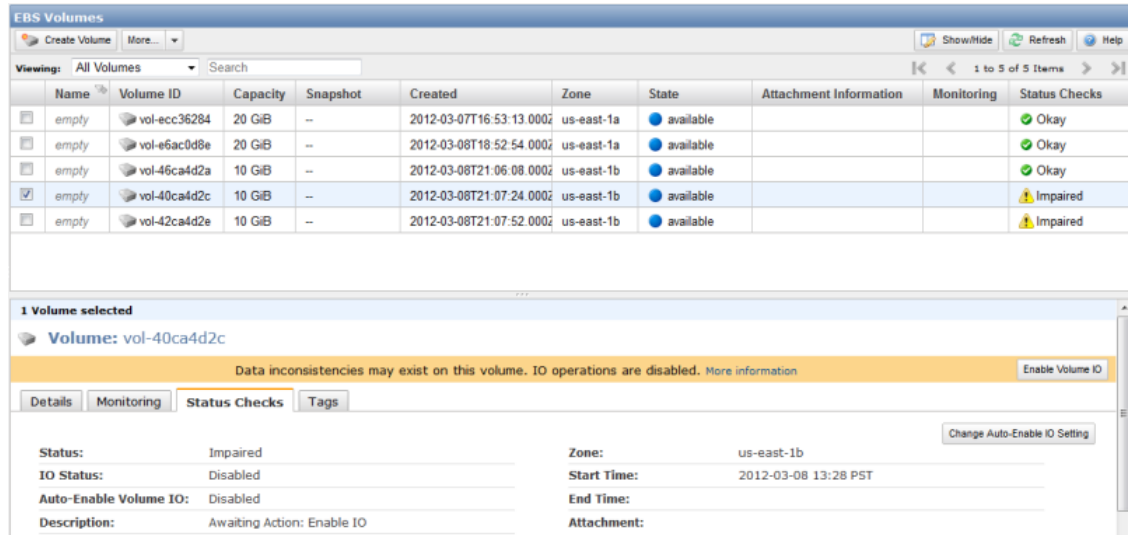 EBS Volumes
Create Volume More... Show/Hide Refresh Help
Viewing: All Volumes Search 1 to 5 of 5 Items
Name Volume ID Capacity Snapshot Created Zone State Attachment Information Monitoring Status Checks
empty vol-ecc36284 20 GiB -- 2012-03-07T16:53:13.000Z us-east-1a available Okay
empty vol-e6ac0d8e 20 GiB -- 2012-03-08T18:52:54.000Z us-east-1a available Okay
empty vol-46ca4d2a 10 GiB -- 2012-03-08T21:06:08.000Z us-east-1b available Okay
empty vol-40ca4d2c 10 GiB -- 2012-03-08T21:07:24.000Z us-east-1b available Impaired
empty vol-42ca4d2e 10 GiB -- 2012-03-08T21:07:52.000Z us-east-1b available Impaired
1 Volume selected
Volume: vol-40ca4d2c
Data inconsistencies may exist on this volume. IO operations are disabled. More information Enable Volume IO
Details Monitoring Status Checks Tags
Change Auto-Enable IO Setting
Status: Impaired Zone: us-east-1b
IO Status: Disabled Start Time: 2012-03-08 13:28 PST
Auto-Enable Volume IO: Disabled End Time:
Description: Awaiting Action: Enable IO Attachment: